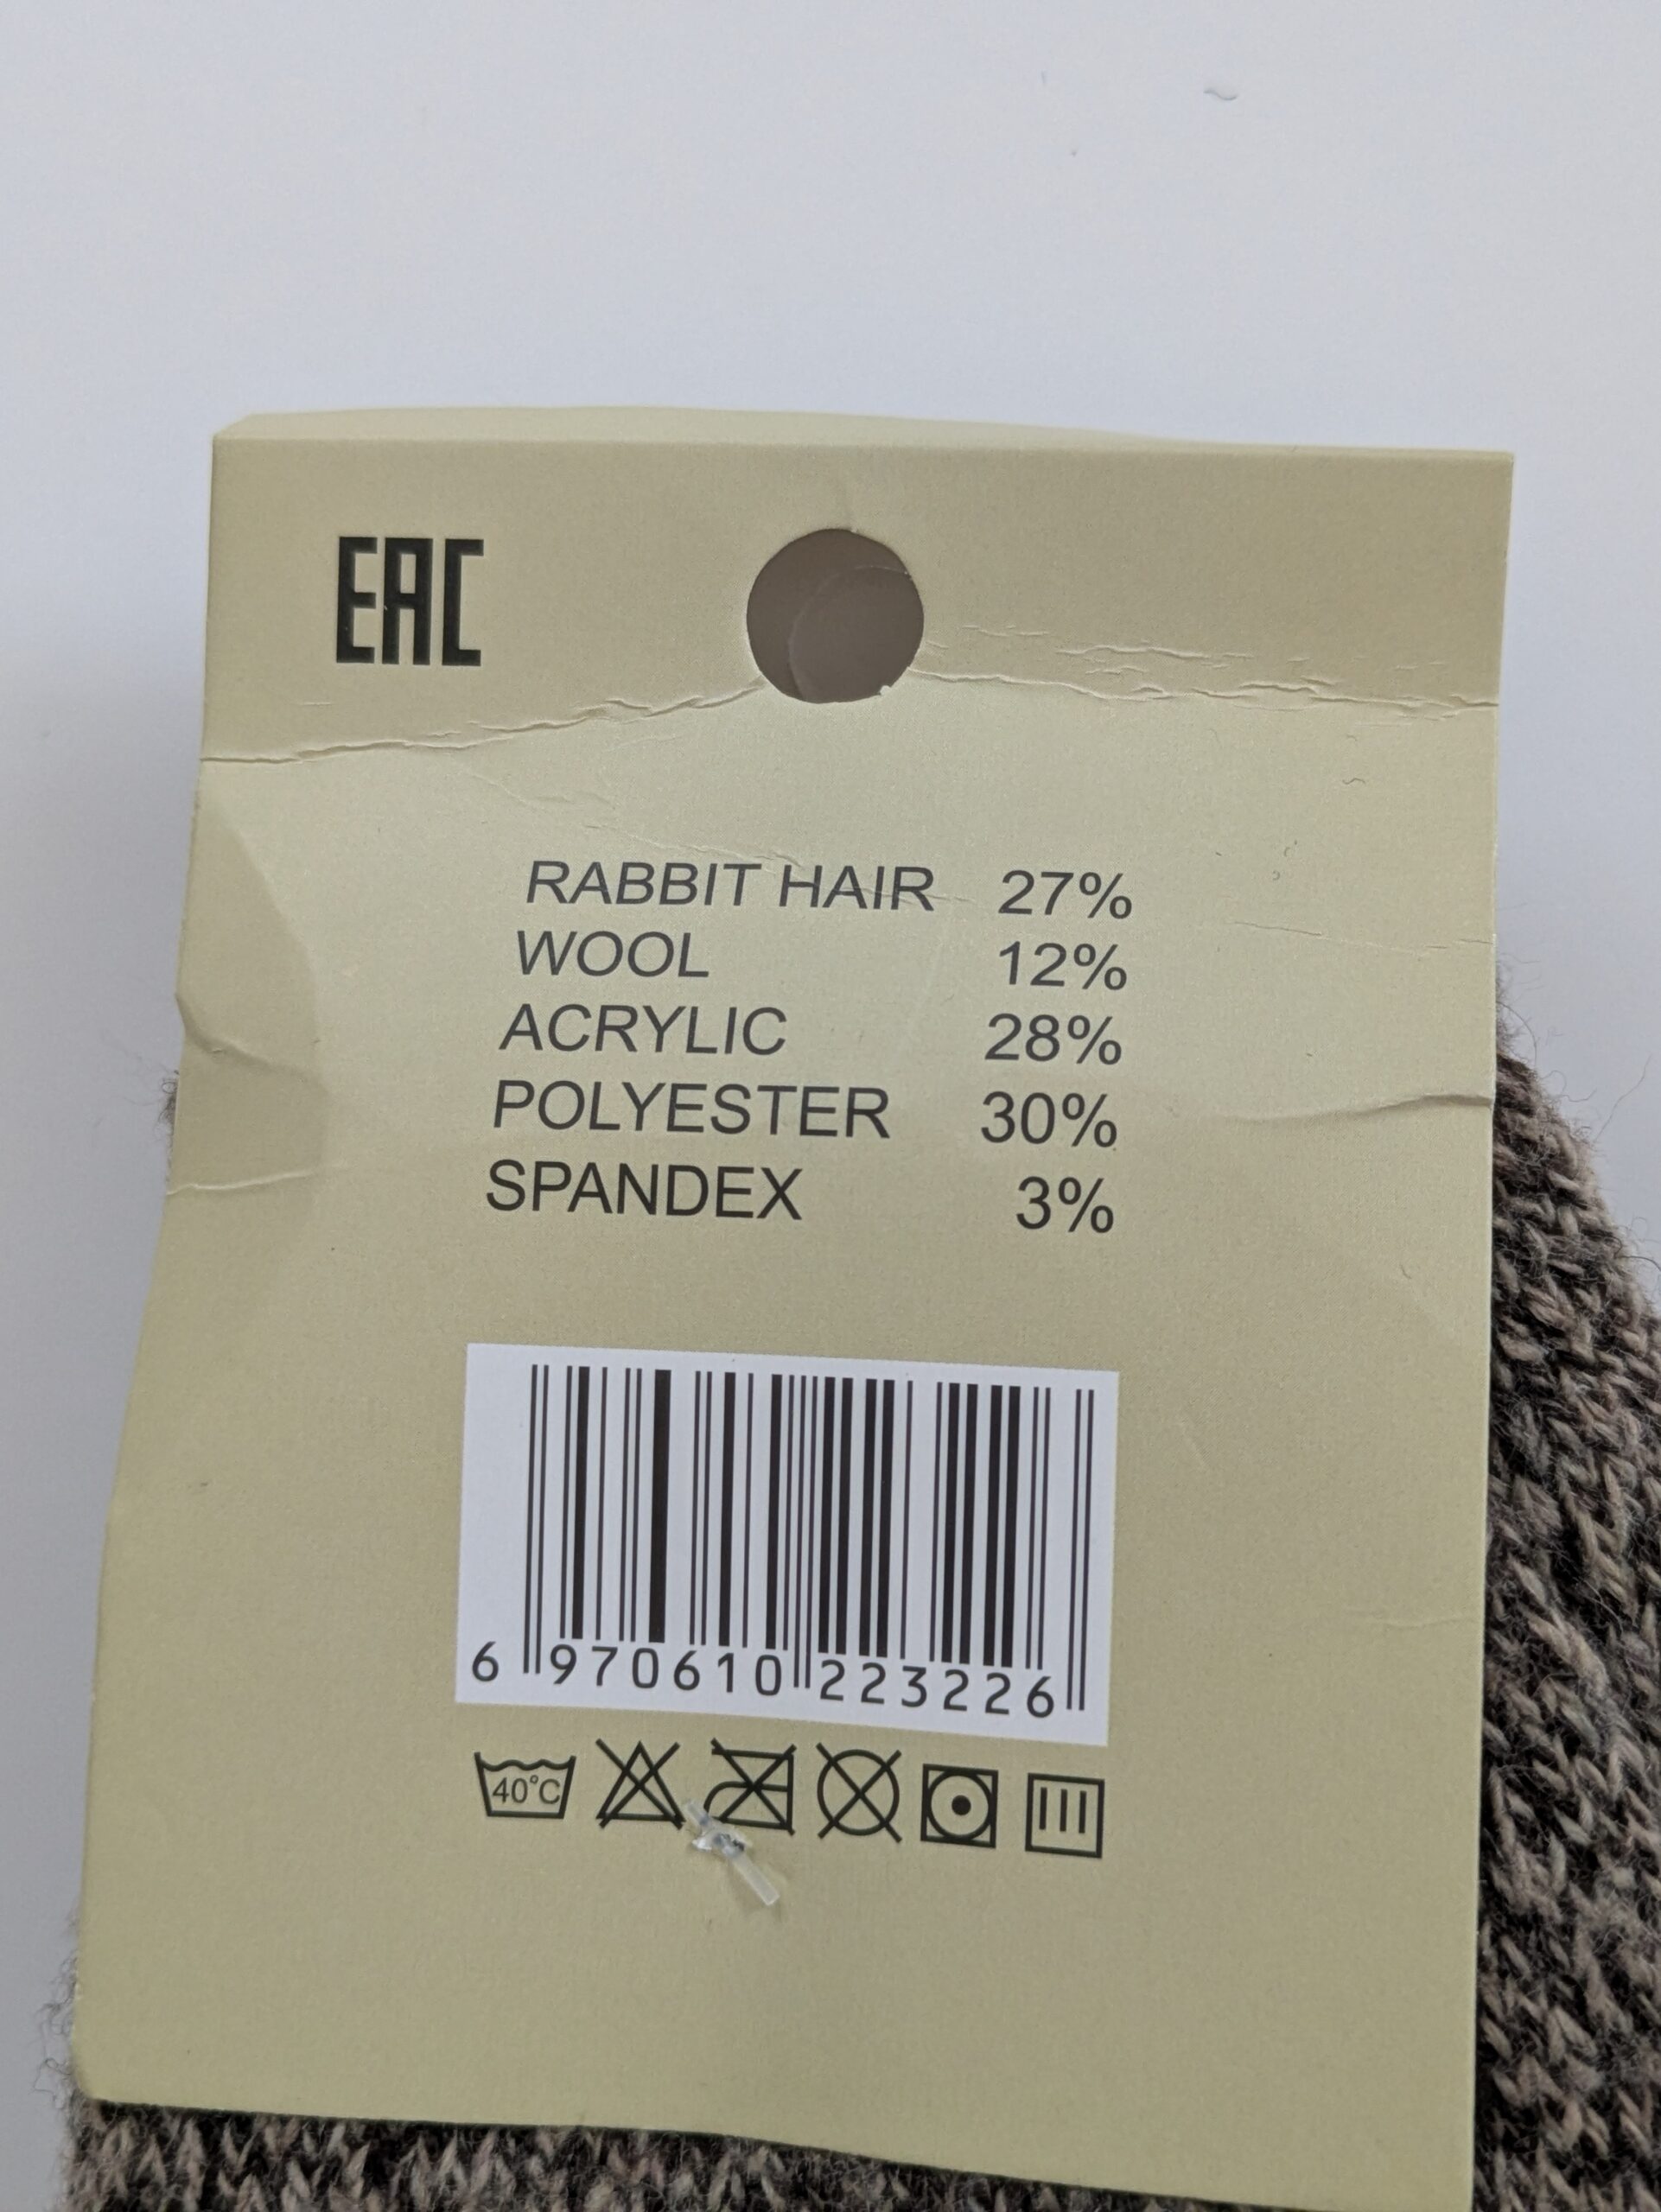 EAC
RABBIT HAIR 27%
WOOL 12%
ACRYLIC 28%
POLYESTER 30%
SPANDEX 3%
6 970610 223226
40°C